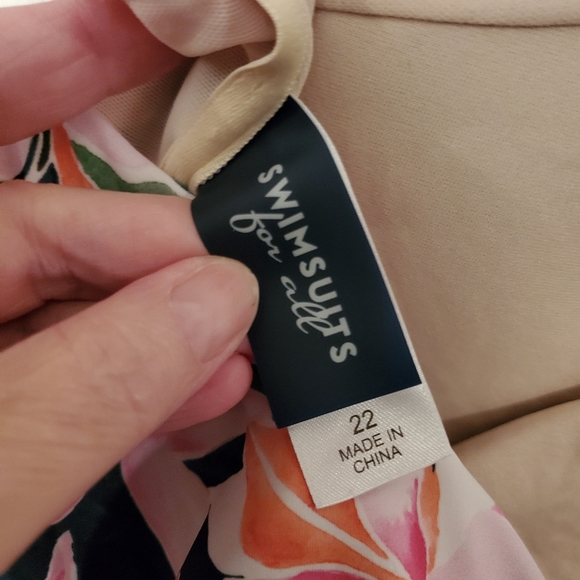 SWIMSUITS
for all
22
MADE IN
CHINA